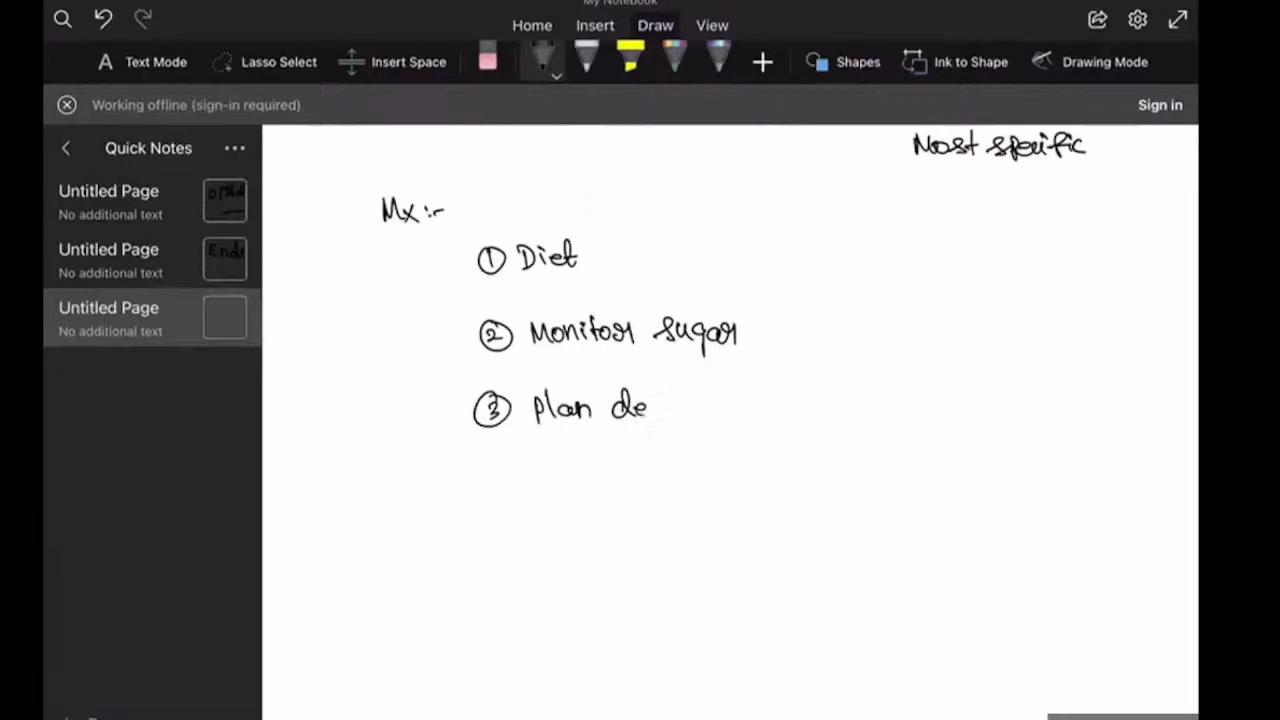 My Notebook
Home Insert Draw View
Text Mode Lasso Select Insert Space Shapes Ink to Shape Drawing Mode
Working offline (sign-in required) Sign in
Quick Notes
Untitled Page
No additional text
Untitled Page
No additional text
Untitled Page
No additional text
Most specific
Mx :-
① Diet
② Monitor sugar
③ plan de